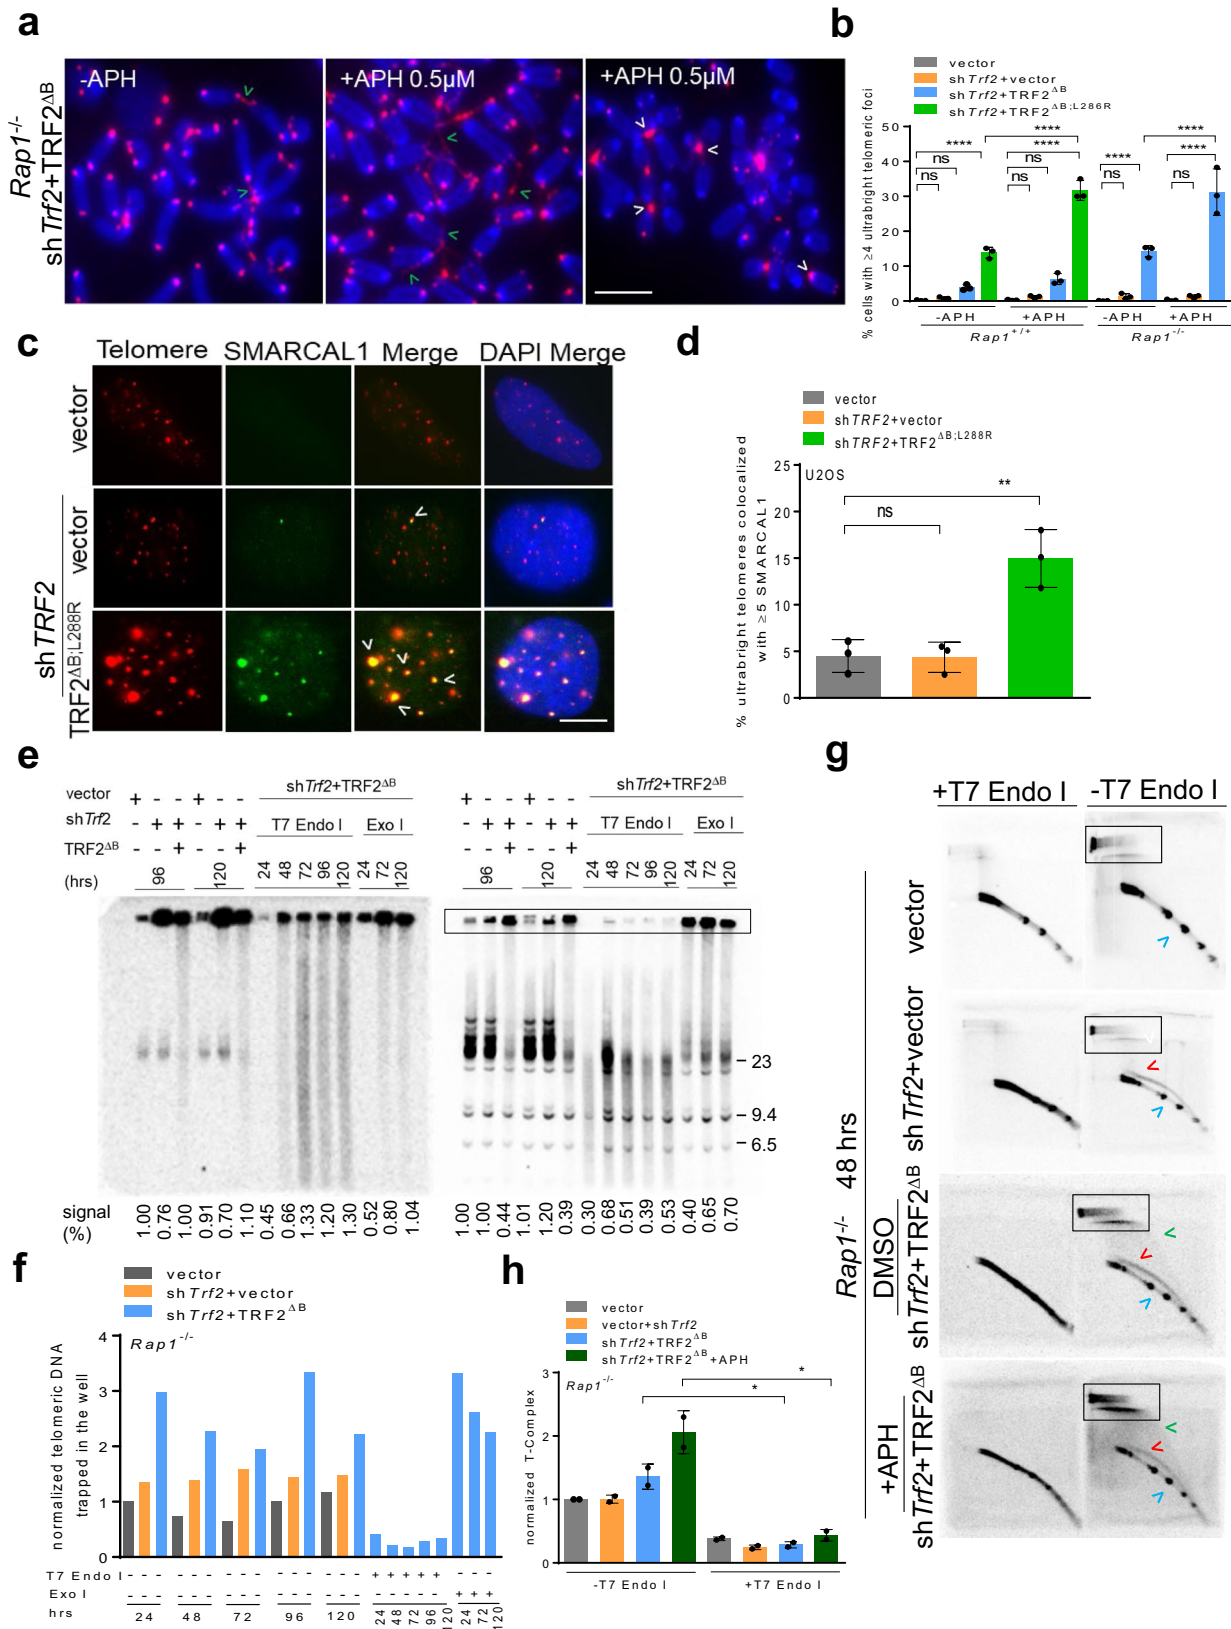 a
Rap1-/-
shTrf2+TRF2ΔB
-APH
+APH 0.5μM
+APH 0.5μM
b
vector
shTrf2+vector
shTrf2+TRF2ΔB
shTrf2+TRF2ΔB;L286R
% cells with ≥4 ultrabright telomeric foci
50
40
30
20
10
0
ns
ns
****
ns
ns
****
****
ns
****
ns
****
****
-APH
+APH
-APH
+APH
Rap1+/+
Rap1-/-
c
Telomere
SMARCAL1
Merge
DAPI Merge
vector
vector
TRF2ΔB;L288R
shTRF2
d
vector
shTRF2+vector
shTRF2+TRF2ΔB;L288R
% ultrabright telomeres colocalized
with ≥5 SMARCAL1
25
20
15
10
5
0
U2OS
**
ns
e
vector + - - + - -
shTrf2 - + + - + +
TRF2ΔB - - + - - +
(hrs) 96 120
shTrf2+TRF2ΔB
T7 Endo I
Exo I
24 48 72 96 120 24 72 120
+ - - + - -
- + + - + +
- - + - - +
96 120
shTrf2+TRF2ΔB
T7 Endo I
Exo I
24 48 72 96 120 24 72 120
23
9.4
6.5
signal
(%)
1.00 0.76 1.00 0.91 0.70 1.10 0.45 0.66 1.33 1.20 1.30 0.52 0.80 1.04
1.00 1.00 0.44 1.01 1.20 0.39 0.30 0.68 0.51 0.39 0.53 0.40 0.65 0.70
f
vector
shTrf2+vector
shTrf2+TRF2ΔB
normalized telomeric DNA
trapped in the well
4
3
2
1
0
Rap1-/-
T7 Endo I - - - - - - - - - - - - - - - + + + + + - - -
Exo I - - - - - - - - - - - - - - - - - - - - + + +
hrs 24 48 72 96 120 24 48 72 96 120 24 72 120
g
+T7 Endo I
-T7 Endo I
Rap1-/- 48 hrs
vector
shTrf2+vector
DMSO
shTrf2+TRF2ΔB
+APH
shTrf2+TRF2ΔB
h
vector
vector+shTrf2
shTrf2+TRF2ΔB
shTrf2+TRF2ΔB+APH
normalized T-Complex
3
2
1
0
Rap1-/-
*
*
-T7 Endo I
+T7 Endo I